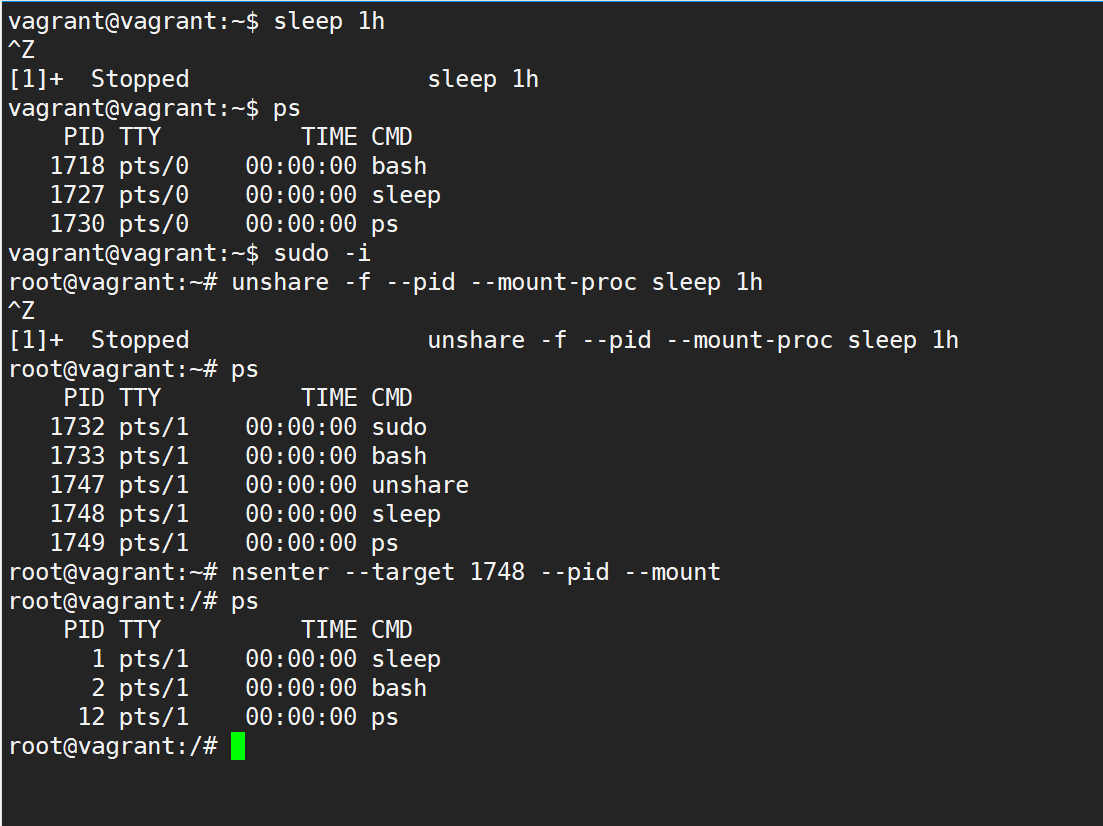 vagrant@vagrant:~$ sleep 1h
^Z
[1]+  Stopped                 sleep 1h
vagrant@vagrant:~$ ps
    PID TTY          TIME CMD
   1718 pts/0    00:00:00 bash
   1727 pts/0    00:00:00 sleep
   1730 pts/0    00:00:00 ps
vagrant@vagrant:~$ sudo -i
root@vagrant:~# unshare -f --pid --mount-proc sleep 1h
^Z
[1]+  Stopped                 unshare -f --pid --mount-proc sleep 1h
root@vagrant:~# ps
    PID TTY          TIME CMD
   1732 pts/1    00:00:00 sudo
   1733 pts/1    00:00:00 bash
   1747 pts/1    00:00:00 unshare
   1748 pts/1    00:00:00 sleep
   1749 pts/1    00:00:00 ps
root@vagrant:~# nsenter --target 1748 --pid --mount
root@vagrant:/# ps
    PID TTY          TIME CMD
      1 pts/1    00:00:00 sleep
      2 pts/1    00:00:00 bash
     12 pts/1    00:00:00 ps
root@vagrant:/#